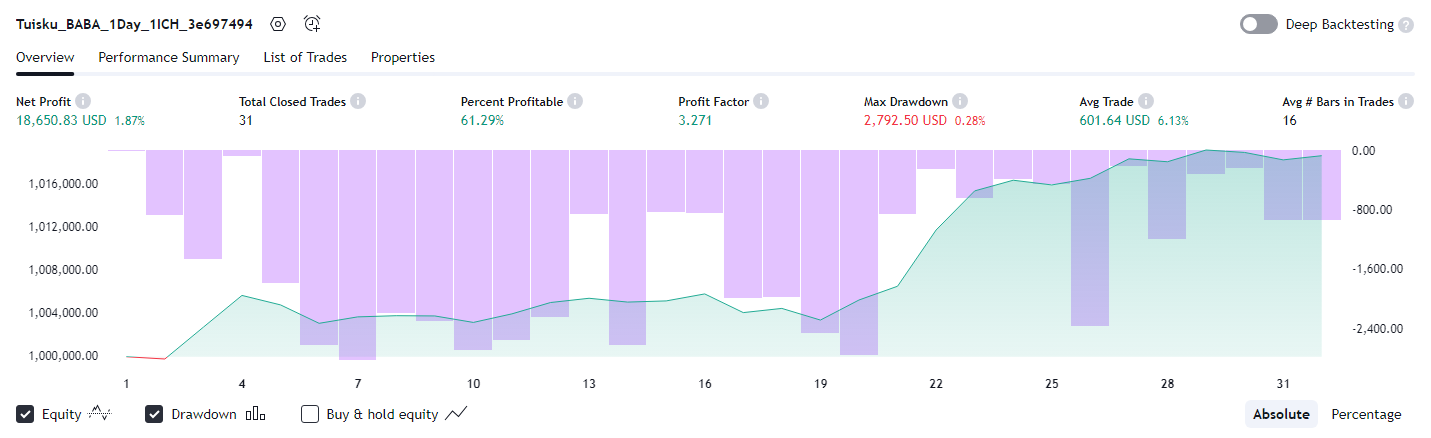 Tuisku_BABA_1Day_1ICH_3e697494 Deep Backtesting ?
Overview Performance Summary List of Trades Properties
Net Profit i Total Closed Trades i Percent Profitable i Profit Factor i Max Drawdown i Avg Trade i Avg # Bars in Trades i
18,650.83 USD 1.87% 31 61.29% 3.271 2,792.50 USD 0.28% 601.64 USD 6.13% 16
0.00
1,016,000.00
-800.00
1,012,000.00
1,008,000.00 -1,600.00
1,004,000.00
-2,400.00
1,000,000.00
1 4 7 10 13 16 19 22 25 28 31
Equity Drawdown Buy & hold equity Absolute Percentage